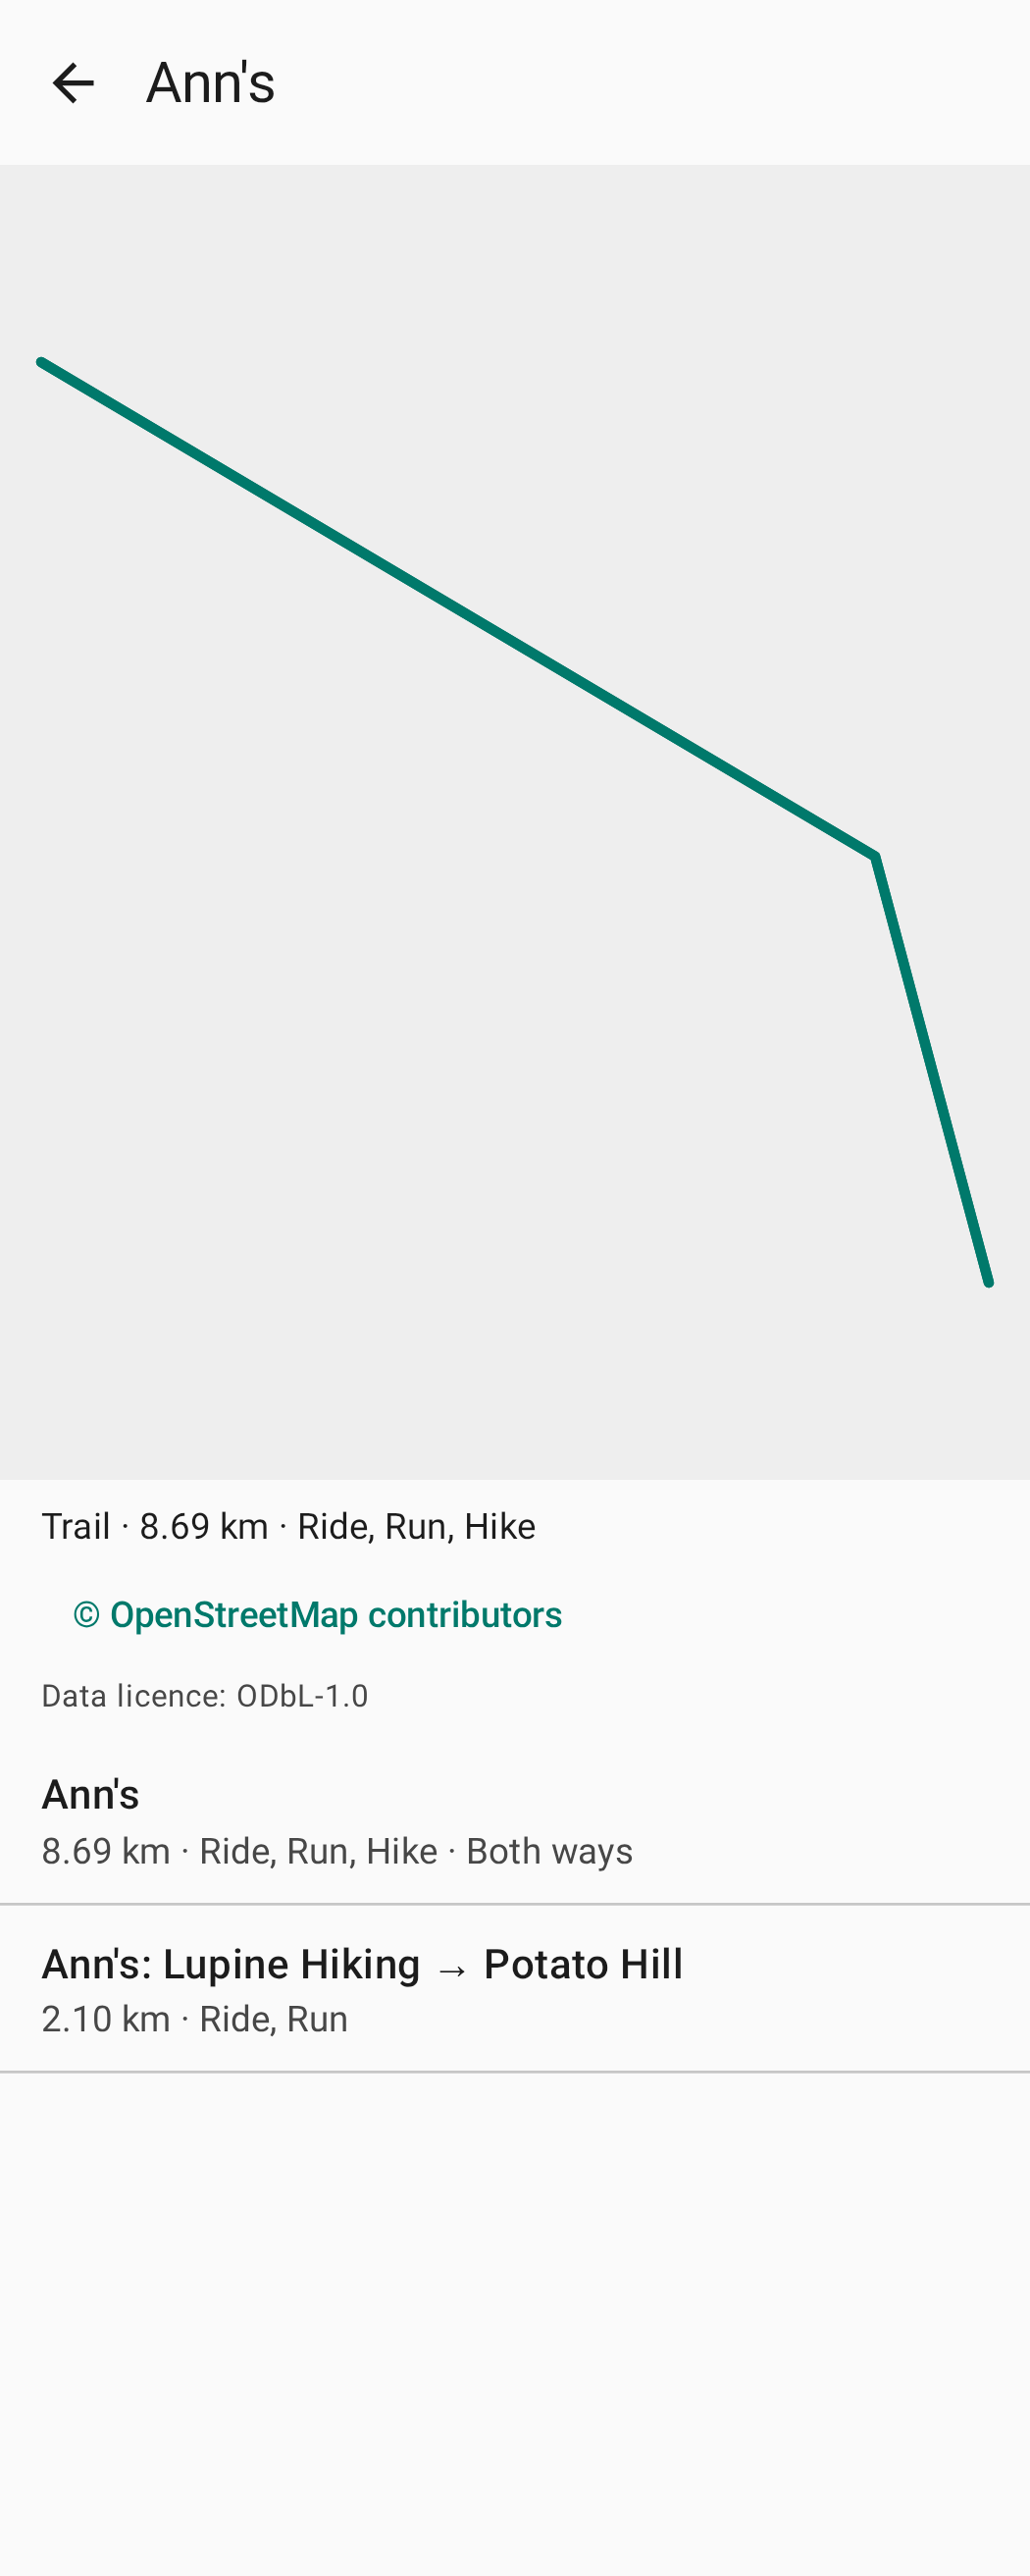 Ann's
Trail · 8.69 km · Ride, Run, Hike
© OpenStreetMap contributors
Data licence: ODbL-1.0
Ann's
8.69 km · Ride, Run, Hike · Both ways
Ann's: Lupine Hiking → Potato Hill
2.10 km · Ride, Run